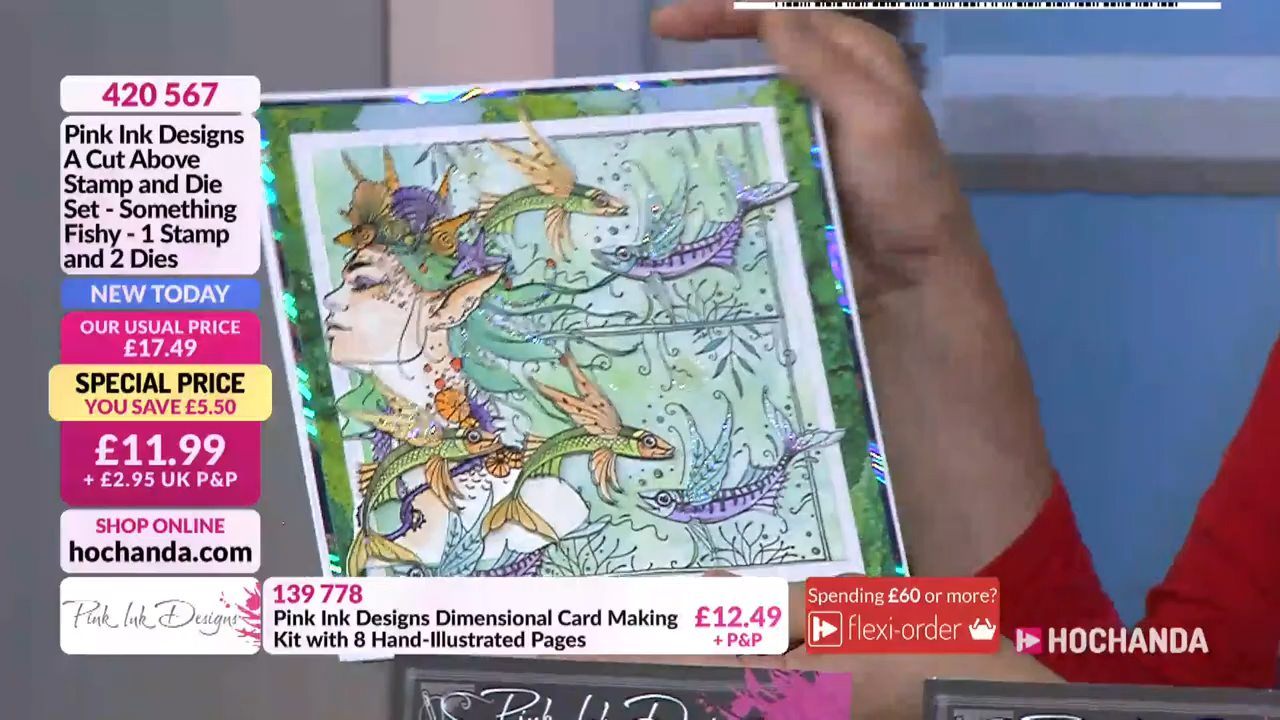 420 567
Pink Ink Designs
A Cut Above
Stamp and Die
Set - Something
Fishy - 1 Stamp
and 2 Dies
NEW TODAY
OUR USUAL PRICE
£17.49
SPECIAL PRICE
YOU SAVE £5.50
£11.99
+ £2.95 UK P&P
SHOP ONLINE
hochanda.com
Pink Ink Designs
139 778
Pink Ink Designs Dimensional Card Making
Kit with 8 Hand-Illustrated Pages
£12.49
+ P&P
Spending £60 or more?
flexi-order
HOCHANDA
Pink Ink